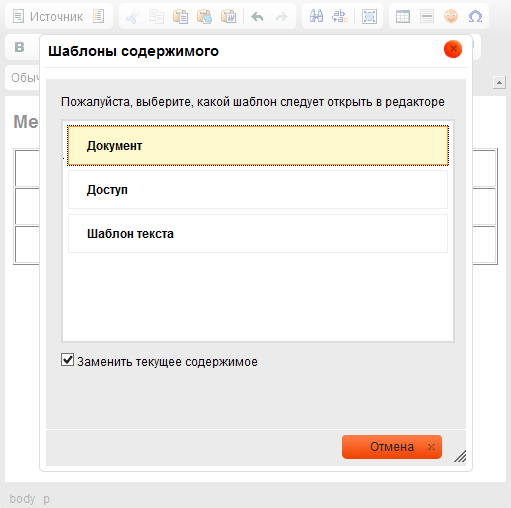 Источник
B
Обыч
Ме
Шаблоны содержимого
Пожалуйста, выберите, какой шаблон следует открыть в редакторе
Документ
Доступ
Шаблон текста
Заменить текущее содержимое
Отмена
body p